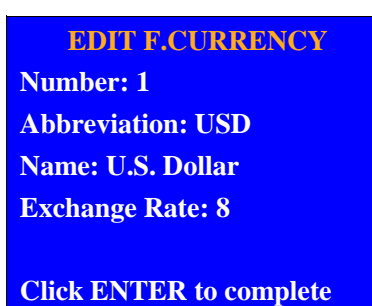 EDIT F.CURRENCY
Number: 1
Abbreviation: USD
Name: U.S. Dollar
Exchange Rate: 8
Click ENTER to complete